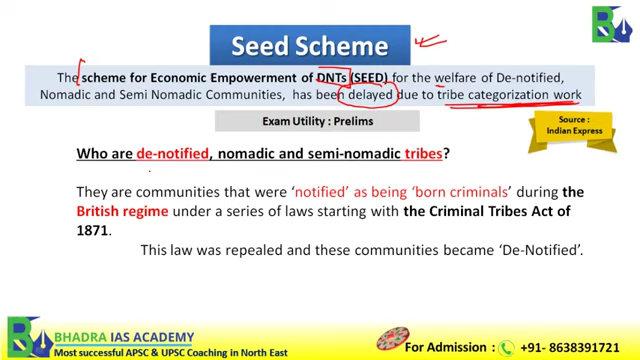 Seed Scheme
The scheme for Economic Empowerment of DNTs (SEED) for the welfare of De-notified,
Nomadic and Semi Nomadic Communities, has been delayed due to tribe categorization work
Exam Utility : Prelims
Source :
Indian Express
Who are de-notified, nomadic and semi-nomadic tribes?
They are communities that were ‘notified’ as being ‘born criminals’ during the
British regime under a series of laws starting with the Criminal Tribes Act of
1871.
This law was repealed and these communities became ‘De-Notified’.
BHADRA IAS ACADEMY
Most successful APSC & UPSC Coaching in North East
For Admission : +91- 8638391721